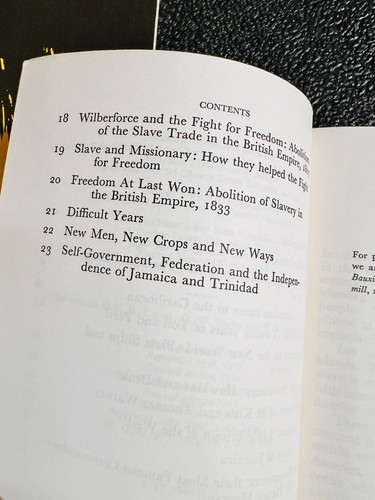 CONTENTS
18 Wilberforce and the Fight for Freedom: Abolition
of the Slave Trade in the British Empire, 1807
19 Slave and Missionary: How they helped the Fight
for Freedom
20 Freedom At Last Won: Abolition of Slavery in
the British Empire, 1833
21 Difficult Years
22 New Men, New Crops and New Ways
23 Self-Government, Federation and the Indepen-
dence of Jamaica and Trinidad
For
we
Bauxi
mill,